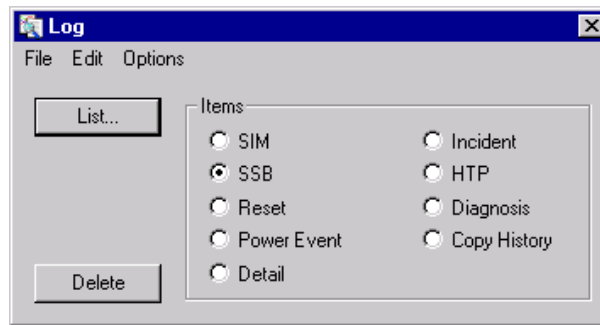 Log
File Edit Options
List...
Items
SIM Incident
SSB HTP
Reset Diagnosis
Power Event Copy History
Detail
Delete